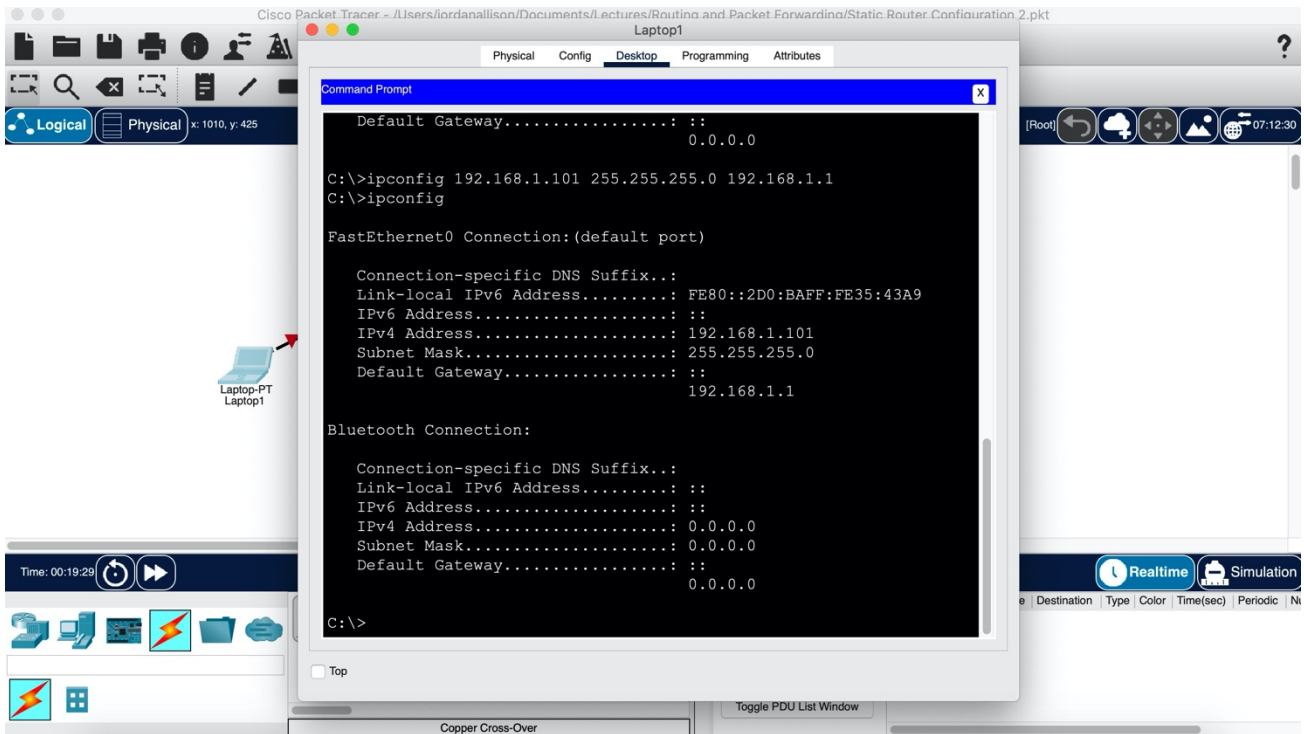 Cisco Packet Tracer - /Users/jordanallison/Documents/Lectures/Routing and Packet Forwarding/Static Router Configuration 2.pkt
Laptop1
Physical Config Desktop Programming Attributes
?
Command Prompt
X
Logical Physical x: 1010, y: 425
[Root] 07:12:30
Default Gateway.................: ::
0.0.0.0
C:\>ipconfig 192.168.1.101 255.255.255.0 192.168.1.1
C:\>ipconfig
FastEthernet0 Connection:(default port)
Connection-specific DNS Suffix..:
Link-local IPv6 Address.........: FE80::2D0:BAFF:FE35:43A9
IPv6 Address....................: ::
IPv4 Address....................: 192.168.1.101
Subnet Mask.....................: 255.255.255.0
Default Gateway.................: ::
192.168.1.1
Bluetooth Connection:
Connection-specific DNS Suffix..:
Link-local IPv6 Address.........: ::
IPv6 Address....................: ::
IPv4 Address....................: 0.0.0.0
Subnet Mask.....................: 0.0.0.0
Default Gateway.................: ::
0.0.0.0
C:\>
Laptop-PT
Laptop1
Time: 00:19:29
Realtime Simulation
Destination Type Color Time(sec) Periodic
Top
Toggle PDU List Window
Copper Cross-Over